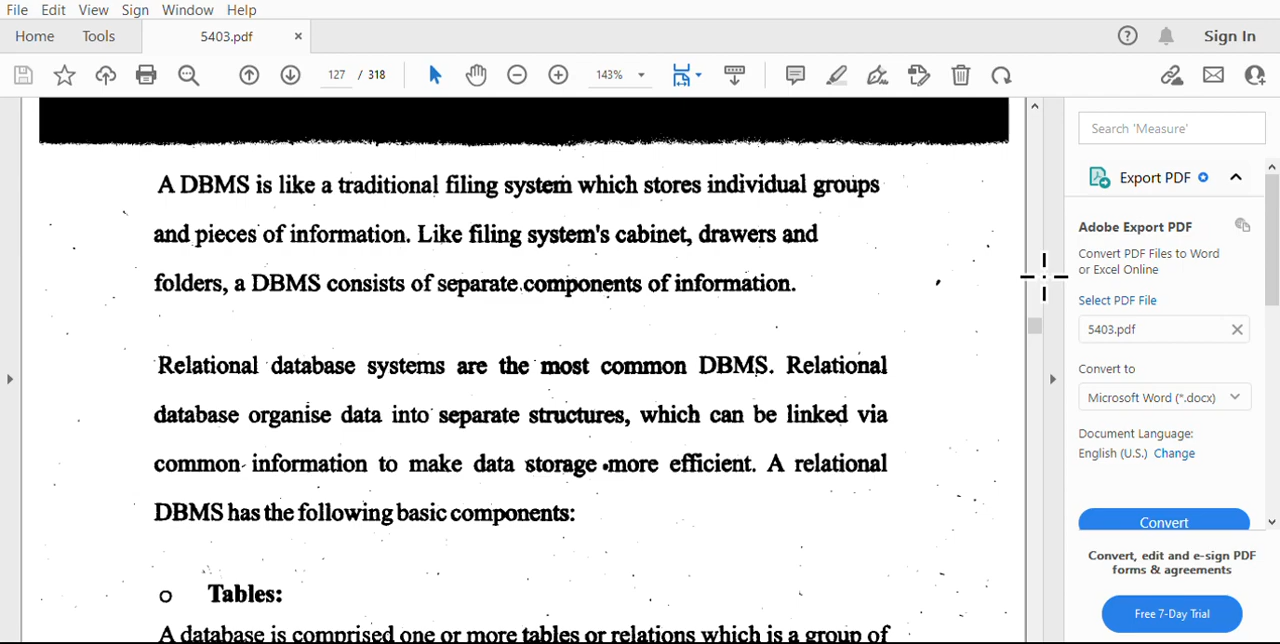 File Edit View Sign Window Help
Home Tools 5403.pdf × Sign In
127 / 318 143%
A DBMS is like a traditional filing system which stores individual groups
and pieces of information. Like filing system's cabinet, drawers and
folders, a DBMS consists of separate components of information.
Relational database systems are the most common DBMS. Relational
database organise data into separate structures, which can be linked via
common information to make data storage more efficient. A relational
DBMS has the following basic components:
o Tables:
A database is comprised one or more tables or relations which is a group of
Search 'Measure'
Export PDF
Adobe Export PDF
Convert PDF Files to Word
or Excel Online
Select PDF File
5403.pdf
Convert to
Microsoft Word (*.docx)
Document Language:
English (U.S.) Change
Convert
Convert, edit and e-sign PDF
forms & agreements
Free 7-Day Trial